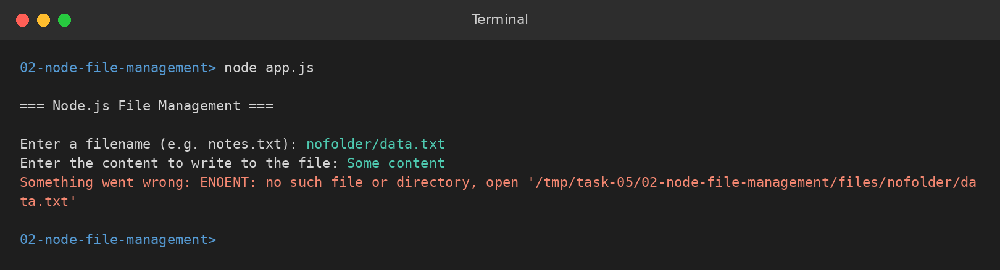 Terminal
02-node-file-management> node app.js
=== Node.js File Management ===
Enter a filename (e.g. notes.txt): nofolder/data.txt
Enter the content to write to the file: Some content
Something went wrong: ENOENT: no such file or directory, open '/tmp/task-05/02-node-file-management/files/nofolder/da
ta.txt'
02-node-file-management>